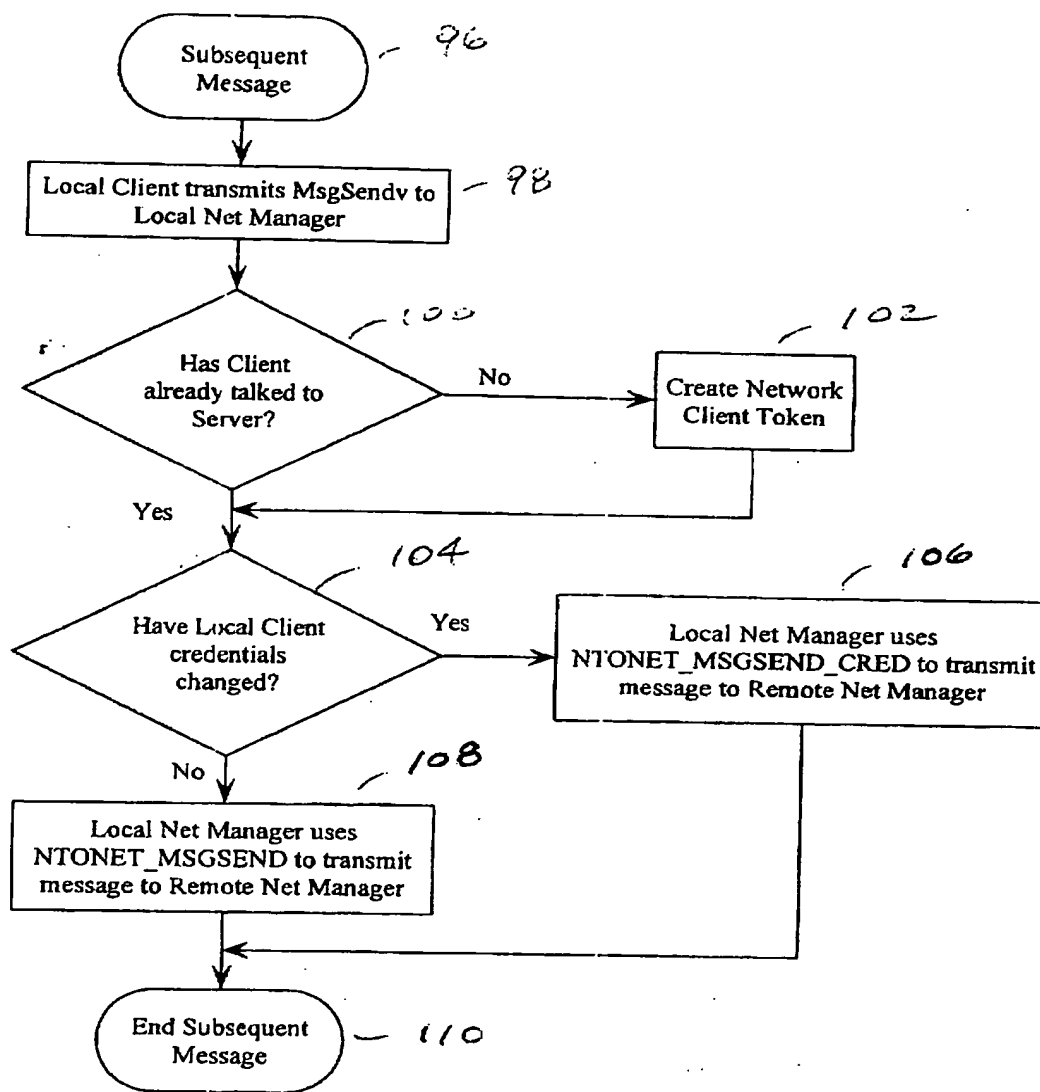 Subsequent
Message
96
Local Client transmits MsgSendv to
Local Net Manager
98
100
Has Client
already talked to
Server?
No
102
Create Network
Client Token
Yes
104
Have Local Client
credentials
changed?
Yes
106
Local Net Manager uses
NTONET_MSGSEND_CRED to transmit
message to Remote Net Manager
No
108
Local Net Manager uses
NTONET_MSGSEND to transmit
message to Remote Net Manager
End Subsequent
Message
110